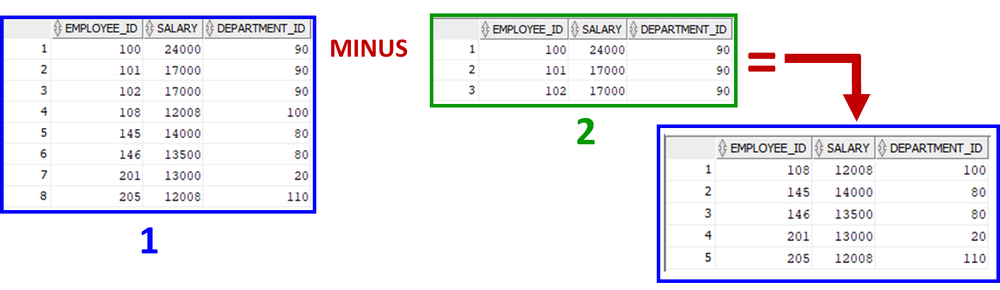 EMPLOYEE_ID SALARY DEPARTMENT_ID
1 100 24000 90
2 101 17000 90
3 102 17000 90
4 108 12008 100
5 145 14000 80
6 146 13500 80
7 201 13000 20
8 205 12008 110
1
MINUS
EMPLOYEE_ID SALARY DEPARTMENT_ID
1 100 24000 90
2 101 17000 90
3 102 17000 90
2
=
EMPLOYEE_ID SALARY DEPARTMENT_ID
1 108 12008 100
2 145 14000 80
3 146 13500 80
4 201 13000 20
5 205 12008 110